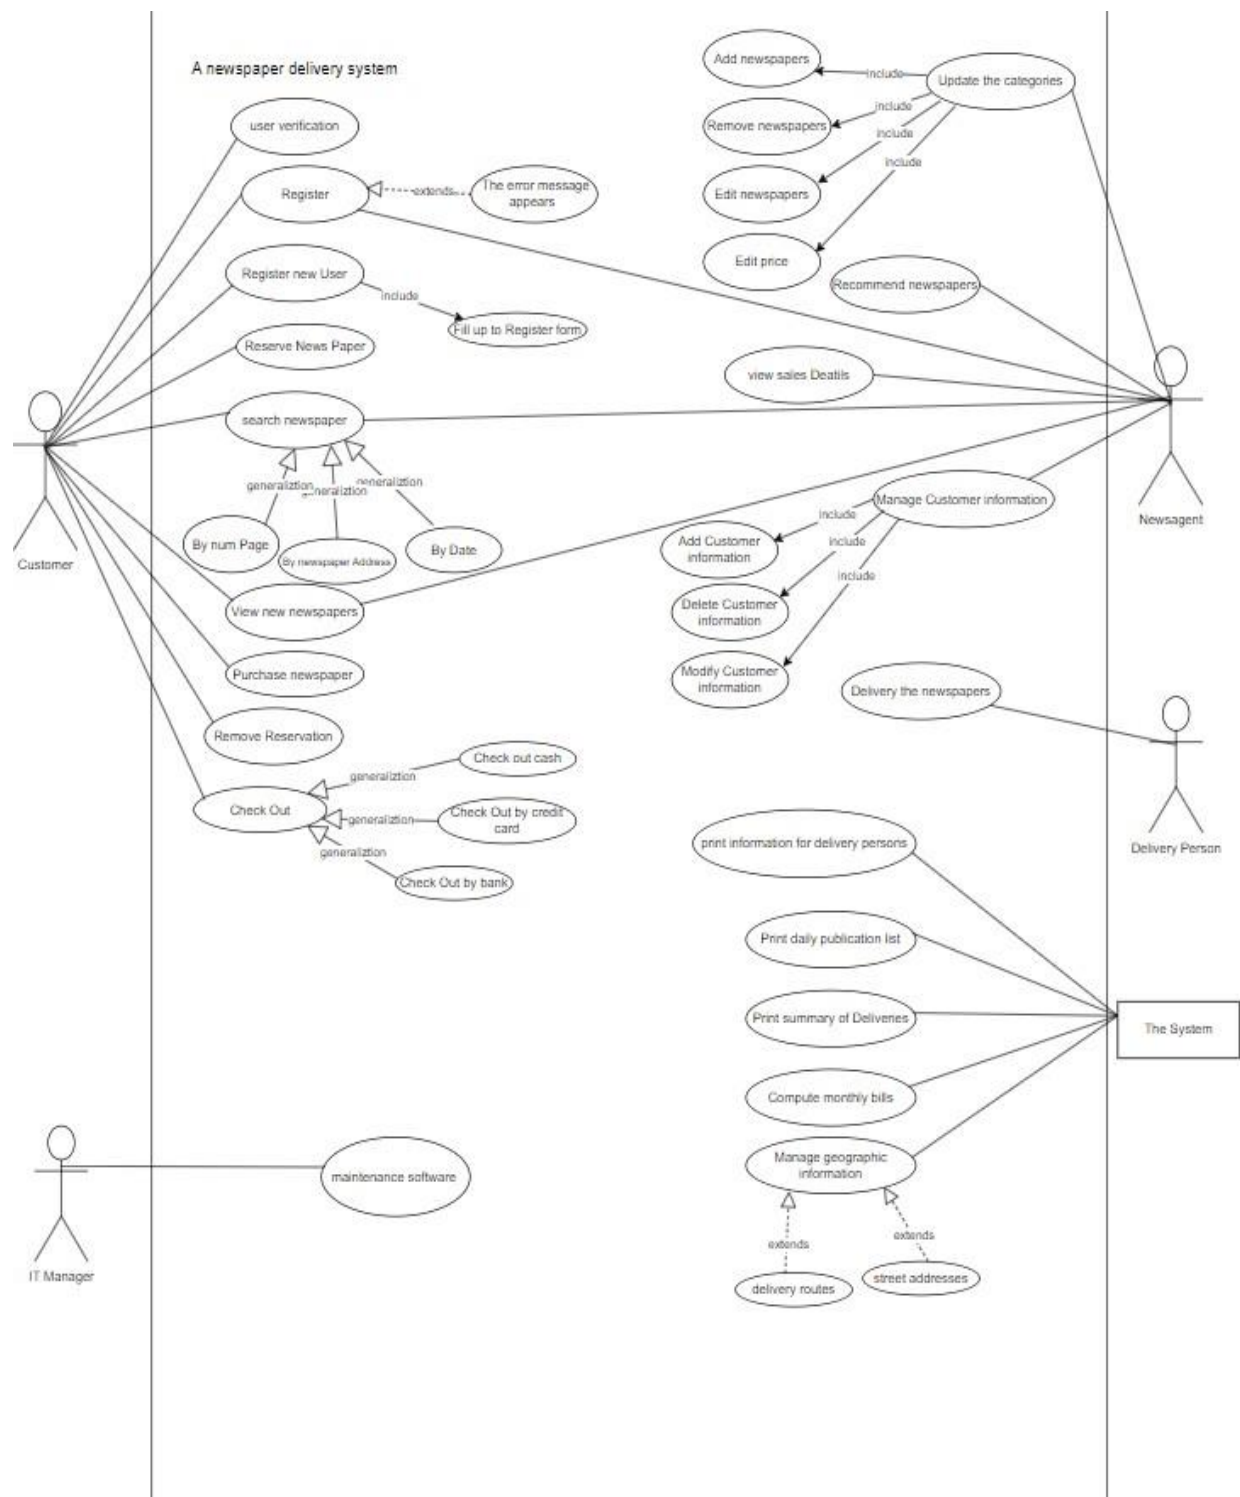 A newspaper delivery system
user verification
Register
extends
The error message
appears
Register new User
include
Fill up to Register form
Reserve News Paper
search newspaper
generaliztion
generaliztion
By num Page
By newspaper Address
By Date
View new newspapers
Purchase newspaper
Remove Reservation
Check Out
generaliztion
Check out cash
generaliztion
Check Out by credit
card
generaliztion
Check Out by bank
Customer
IT Manager
maintenance software
Add newspapers
include
Update the categories
Remove newspapers
include
Edit newspapers
include
Edit price
include
Recommend newspapers
view sales Deatils
Newsagent
Manage Customer information
include
Add Customer
information
include
Delete Customer
information
include
Modify Customer
information
Delivery the newspapers
Delivery Person
print information for delivery persons
Print daily publication list
Print summary of Deliveries
The System
Compute monthly bills
Manage geographic
information
extends
extends
delivery routes
street addresses